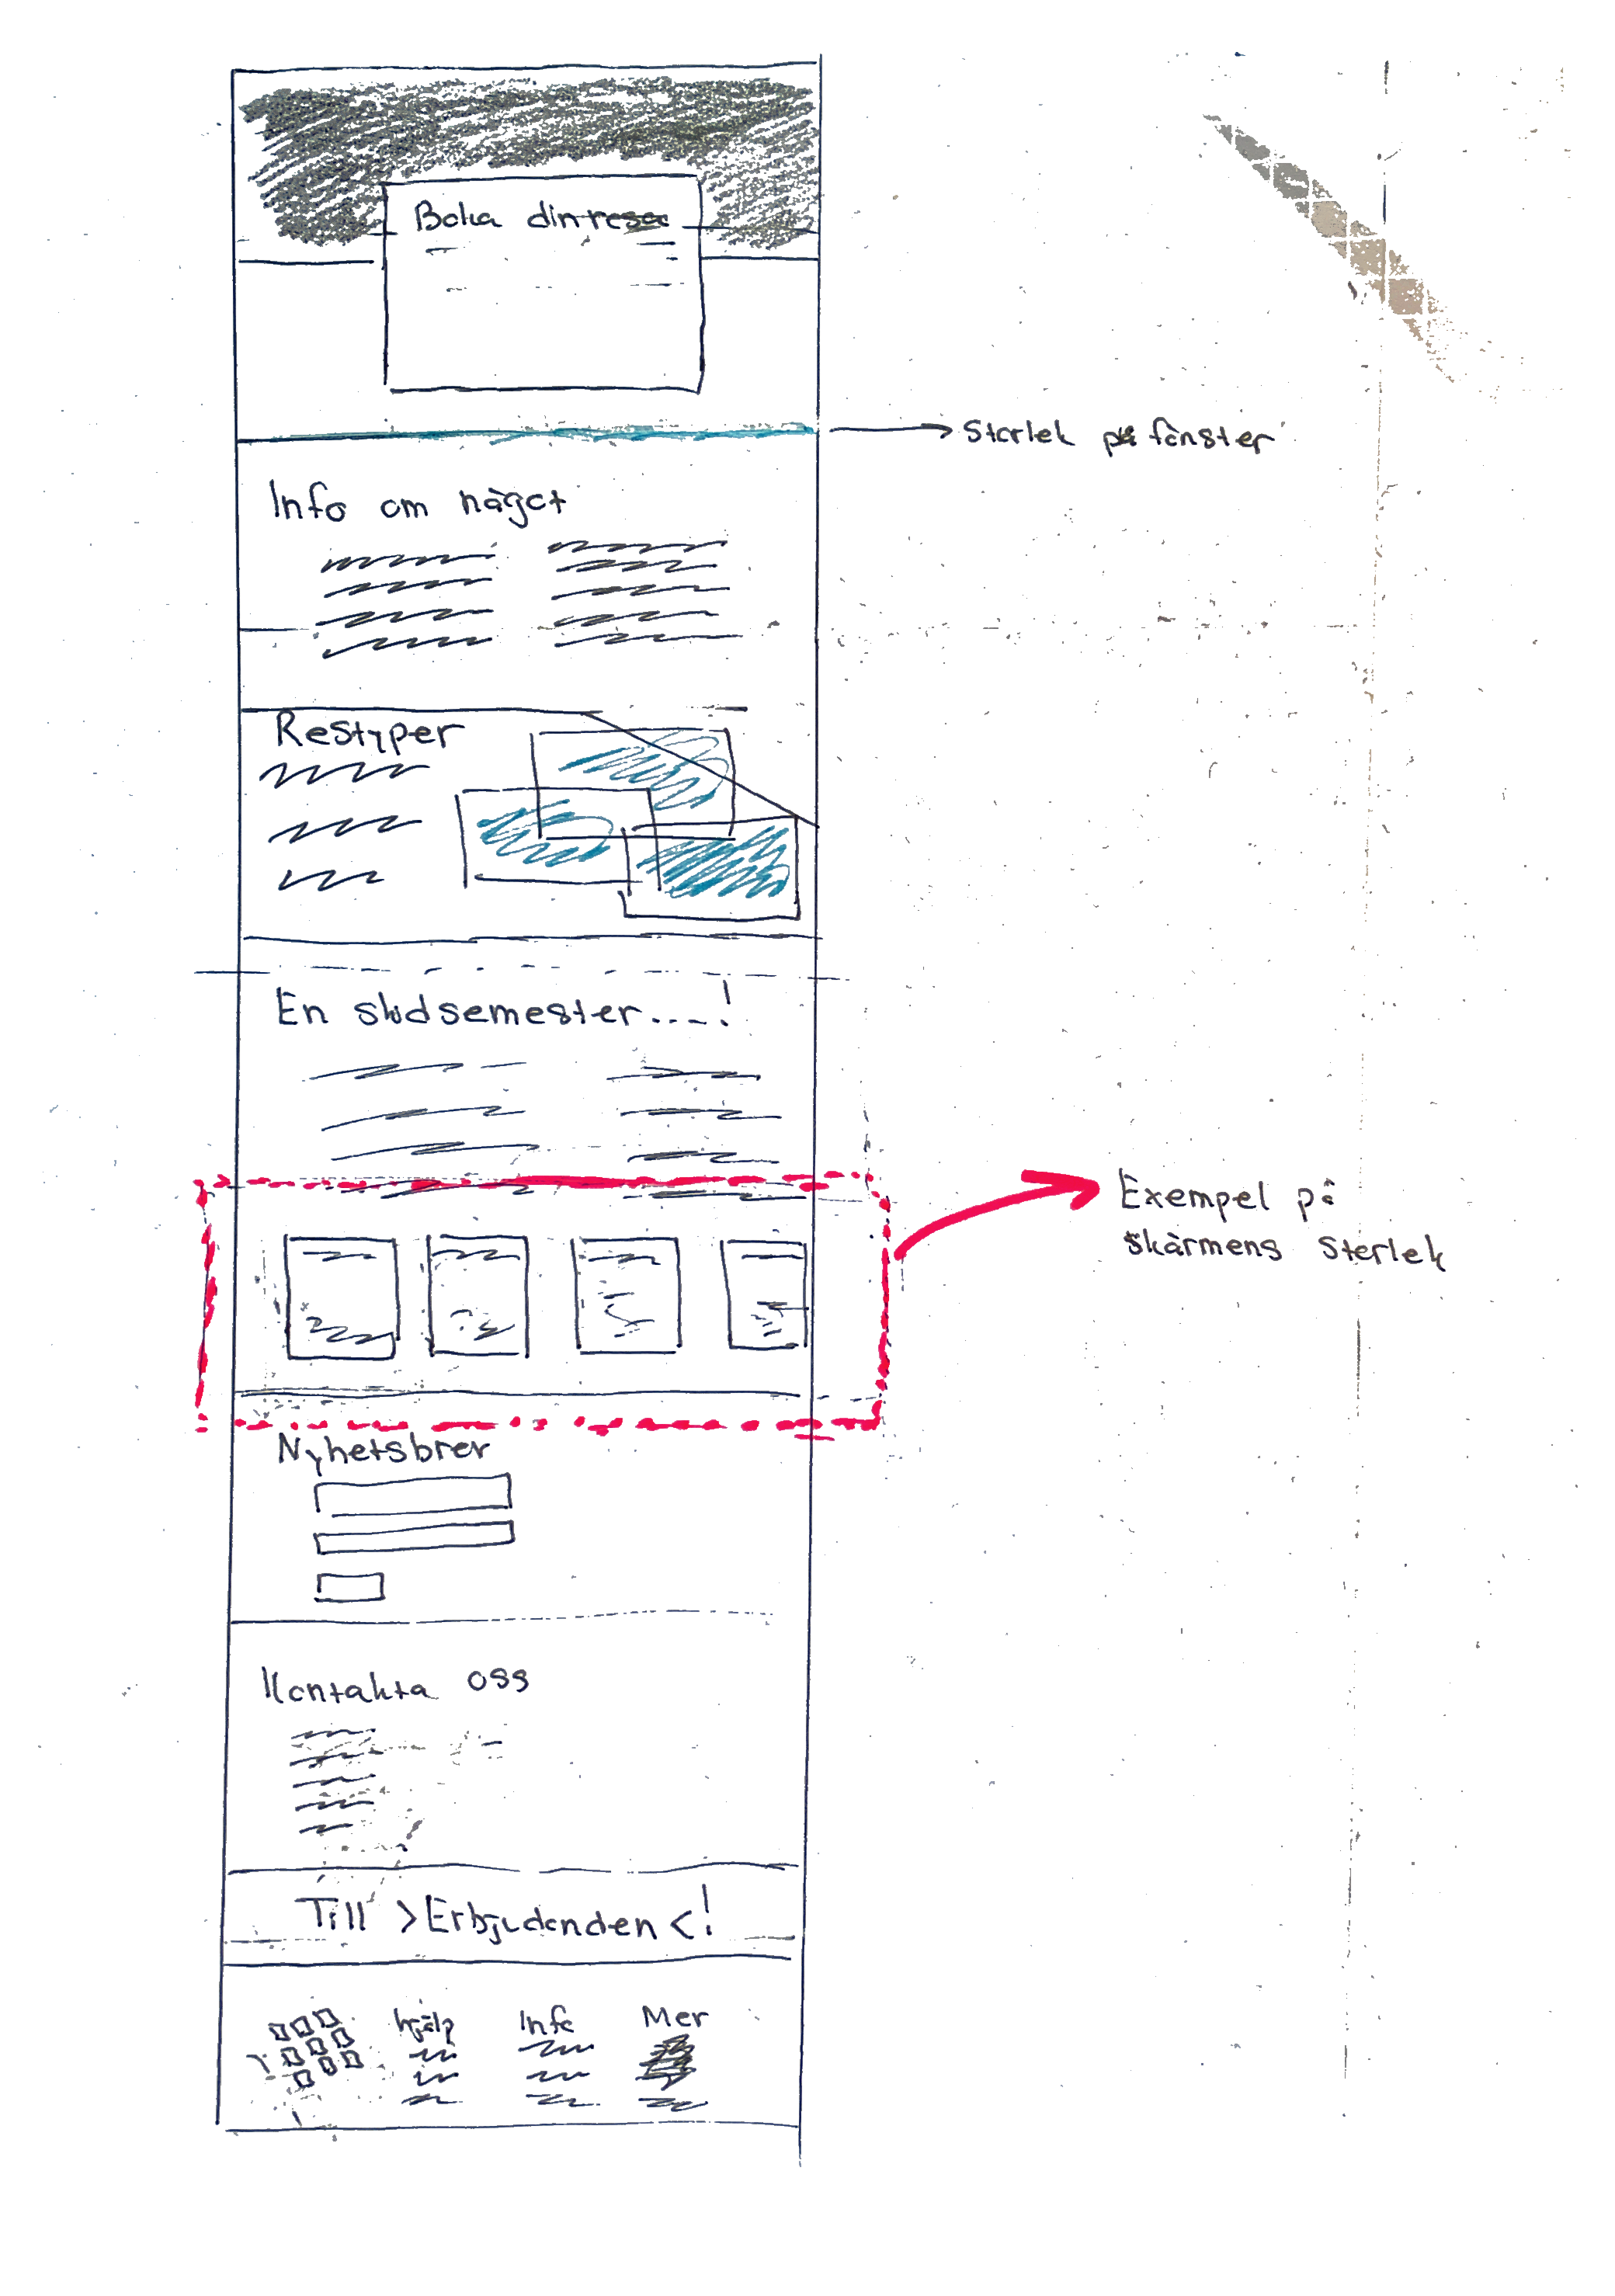 Boka din resa
Storlek på fönster
Info om något
Restyper
En skidsemester....!
Exempel på
skärmens storlek
Nyhetsbrev
Kontakta oss
Till >Erbjudanden<!
hjälp Info Mer